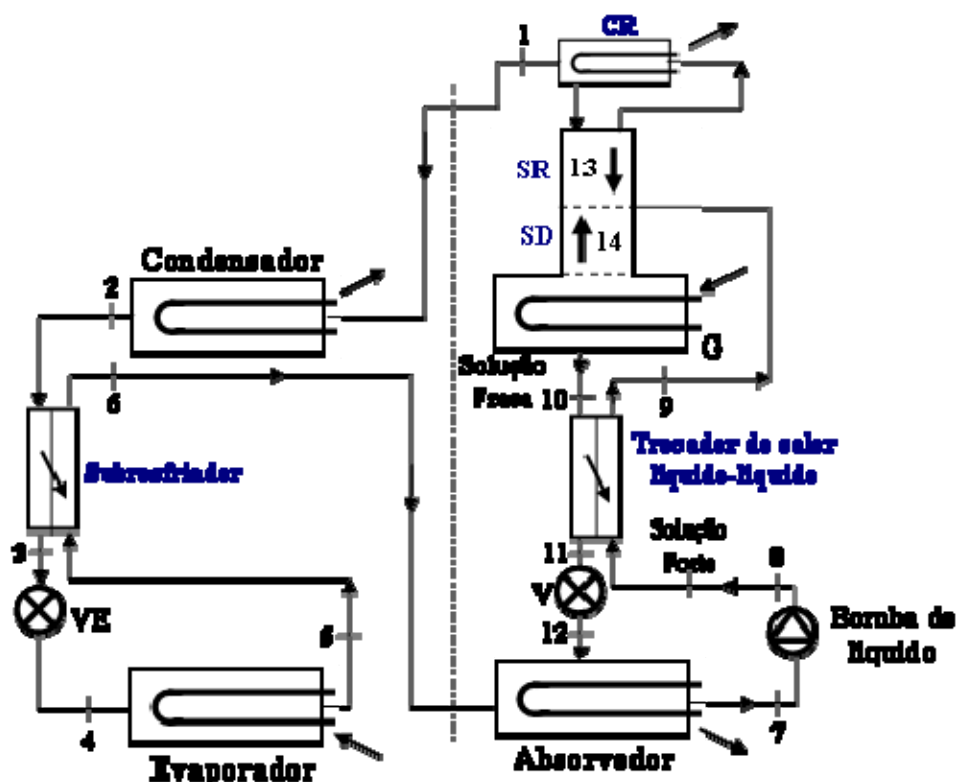 1
CR
SR
13
SD
14
Condensador
2
G
6
Solução
Fraca
10
9
Trocador de calor
líquido-líquido
Subresfriador
3
11
Solução
Forte
8
VE
V
Bomba de
líquido
12
5
4
7
Evaporador
Absorvedor